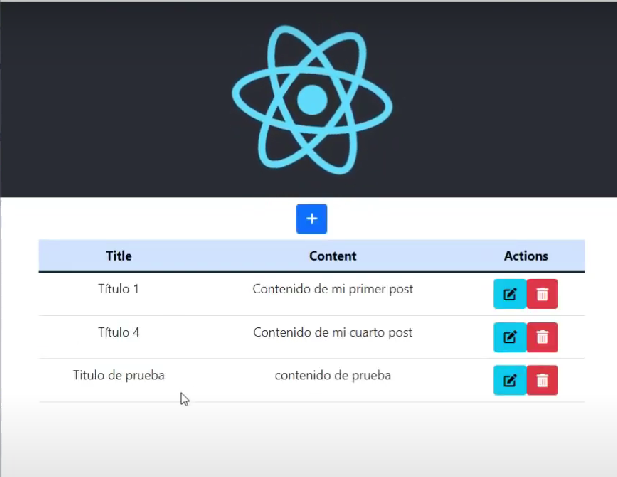 +
Title Content Actions
Título 1 Contenido de mi primer post
Título 4 Contenido de mi cuarto post
Titulo de prueba contenido de prueba